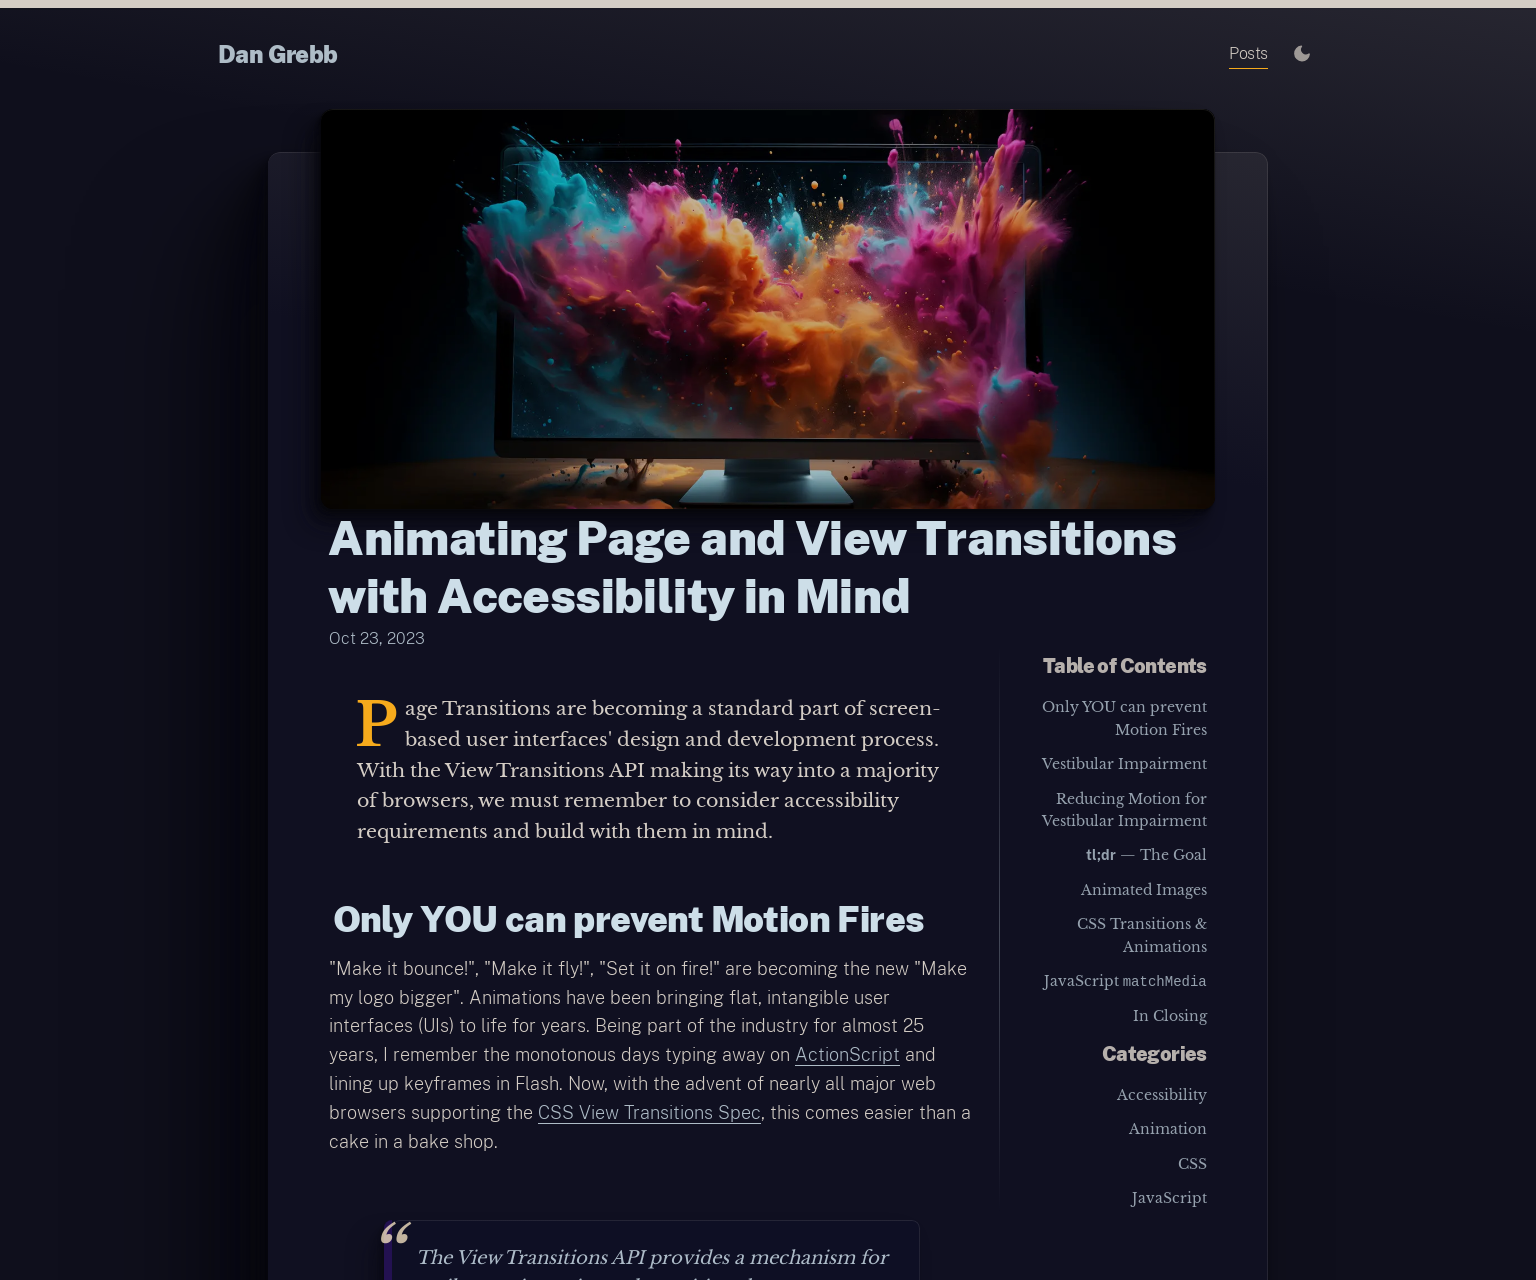 Dan Grebb
Posts
Animating Page and View Transitions
with Accessibility in Mind
Oct 23, 2023
Page Transitions are becoming a standard part of screen-
based user interfaces' design and development process.
With the View Transitions API making its way into a majority
of browsers, we must remember to consider accessibility
requirements and build with them in mind.
Only YOU can prevent Motion Fires
"Make it bounce!", "Make it fly!", "Set it on fire!" are becoming the new "Make
my logo bigger". Animations have been bringing flat, intangible user
interfaces (UIs) to life for years. Being part of the industry for almost 25
years, I remember the monotonous days typing away on ActionScript and
lining up keyframes in Flash. Now, with the advent of nearly all major web
browsers supporting the CSS View Transitions Spec, this comes easier than a
cake in a bake shop.
“
The View Transitions API provides a mechanism for
Table of Contents
Only YOU can prevent
Motion Fires
Vestibular Impairment
Reducing Motion for
Vestibular Impairment
tl;dr — The Goal
Animated Images
CSS Transitions &
Animations
JavaScript matchMedia
In Closing
Categories
Accessibility
Animation
CSS
JavaScript